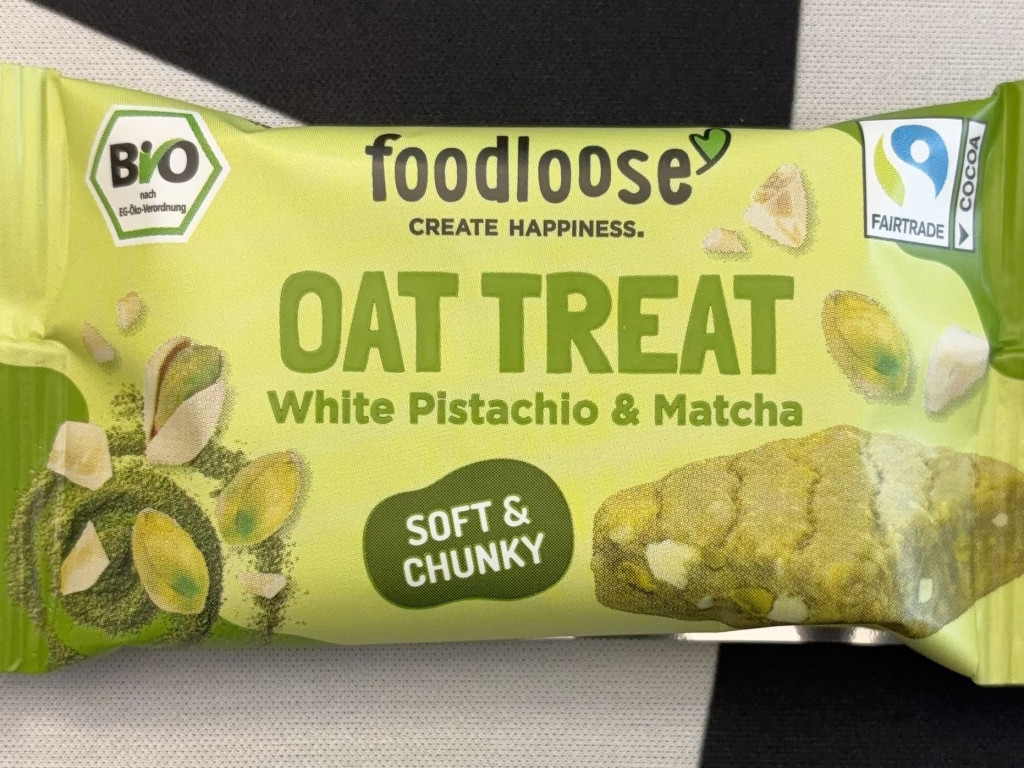 BiO
nach
EG-Öko-Verordnung
foodloose
CREATE HAPPINESS.
FAIRTRADE
COCOA
OAT TREAT
White Pistachio & Matcha
SOFT &
CHUNKY